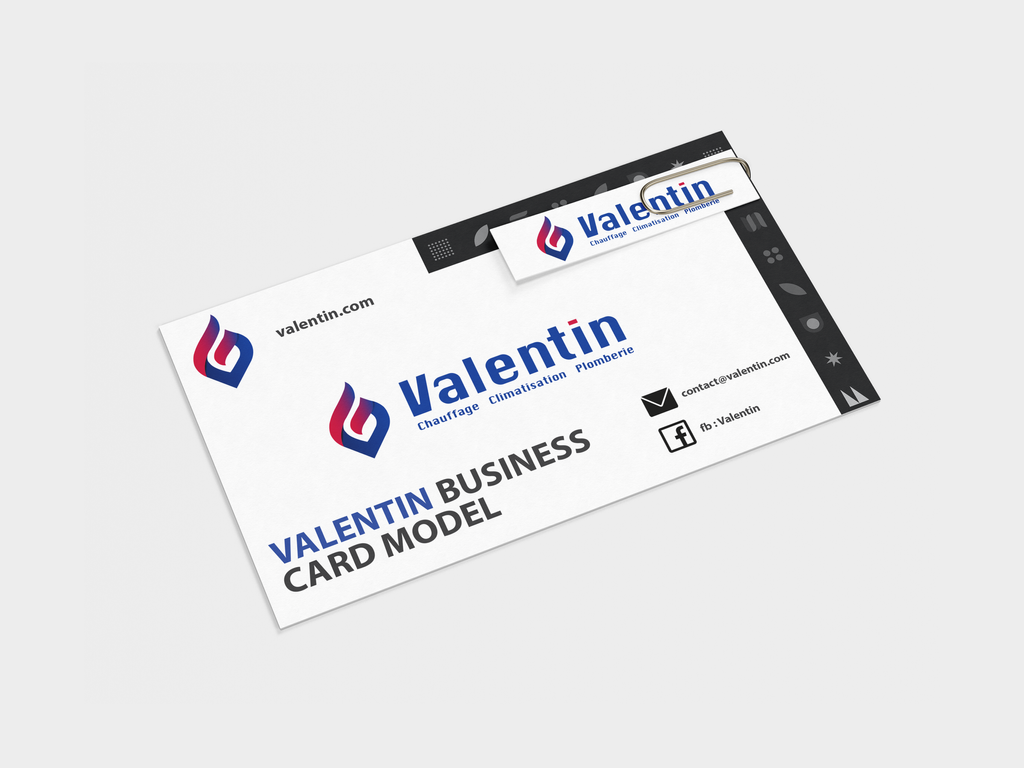 Valentin
Chauffage Climatisation Plomberie
valentin.com
Valentin
Chauffage Climatisation Plomberie
contact@valentin.com
fb : Valentin
VALENTIN BUSINESS
CARD MODEL